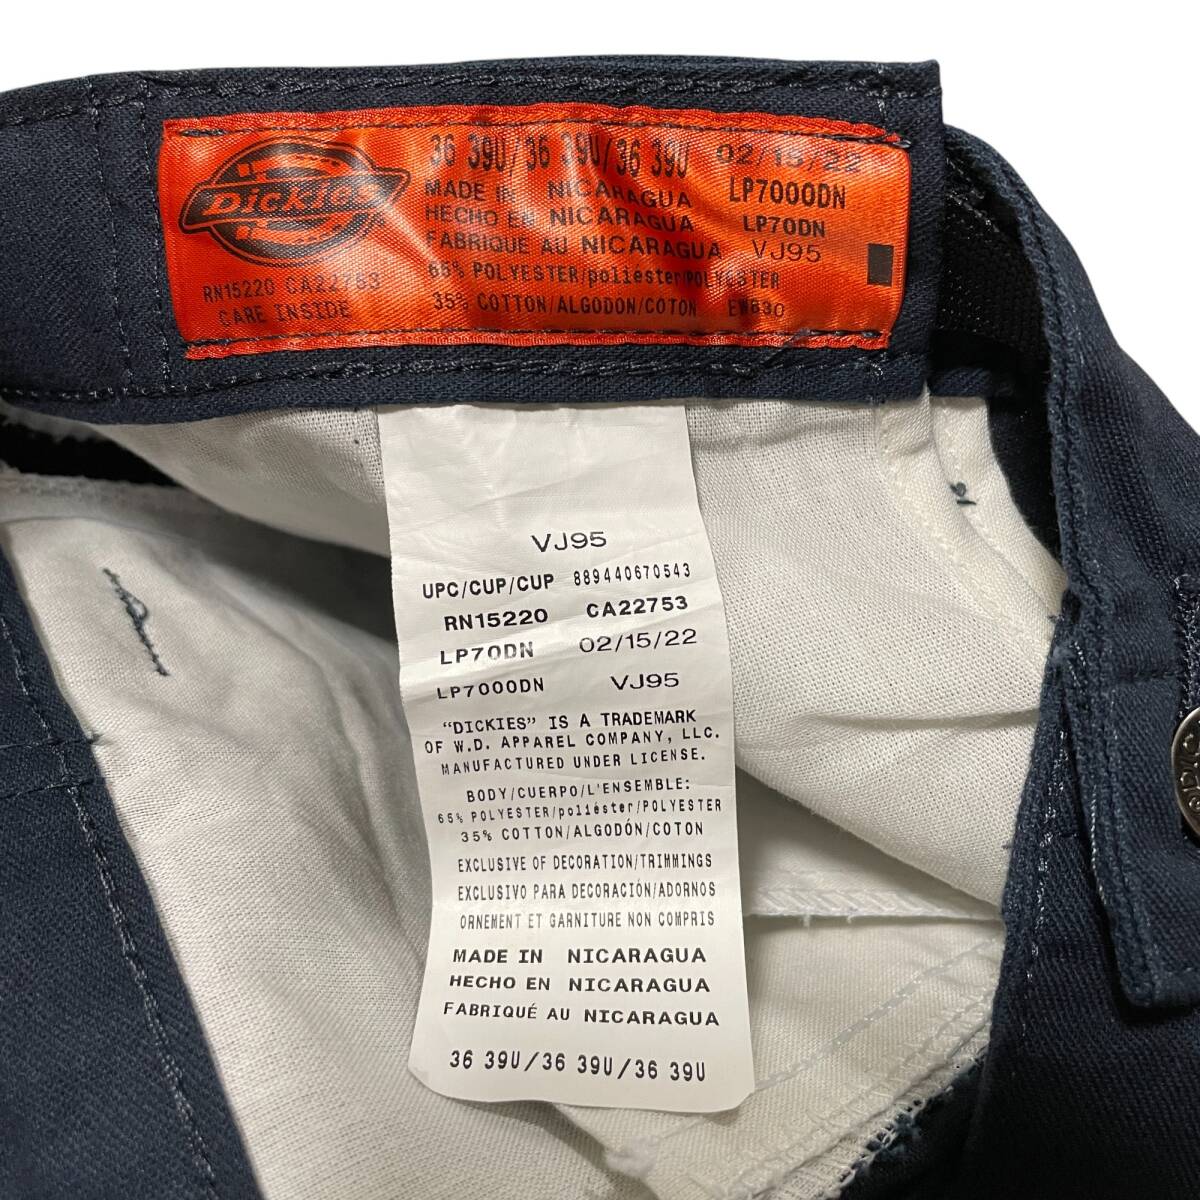 Dickies
RN15220 CA22753
CARE INSIDE
36 39U/36 39U/36 39U
MADE IN NICARAGUA
HECHO EN NICARAGUA
FABRIQUE AU NICARAGUA
65% POLYESTER/poliéster/POLYESTER
35% COTTON/ALGODON/COTON
02/15/22
LP7000DN
LP70DN
VJ95
VJ95
UPC/CUP/CUP 889440670543
RN15220 CA22753
LP70DN 02/15/22
LP7000DN VJ95
"DICKIES" IS A TRADEMARK
OF W.D. APPAREL COMPANY, LLC.
MANUFACTURED UNDER LICENSE.
BODY/CUERPO/L'ENSEMBLE:
65% POLYESTER/poliéster/POLYESTER
35% COTTON/ALGODÓN/COTON
EXCLUSIVE OF DECORATION/TRIMMINGS
EXCLUSIVO PARA DECORACIÓN/ADORNOS
ORNEMENT ET GARNITURE NON COMPRIS
MADE IN NICARAGUA
HECHO EN NICARAGUA
FABRIQUÉ AU NICARAGUA
36 39U/36 39U/36 39U